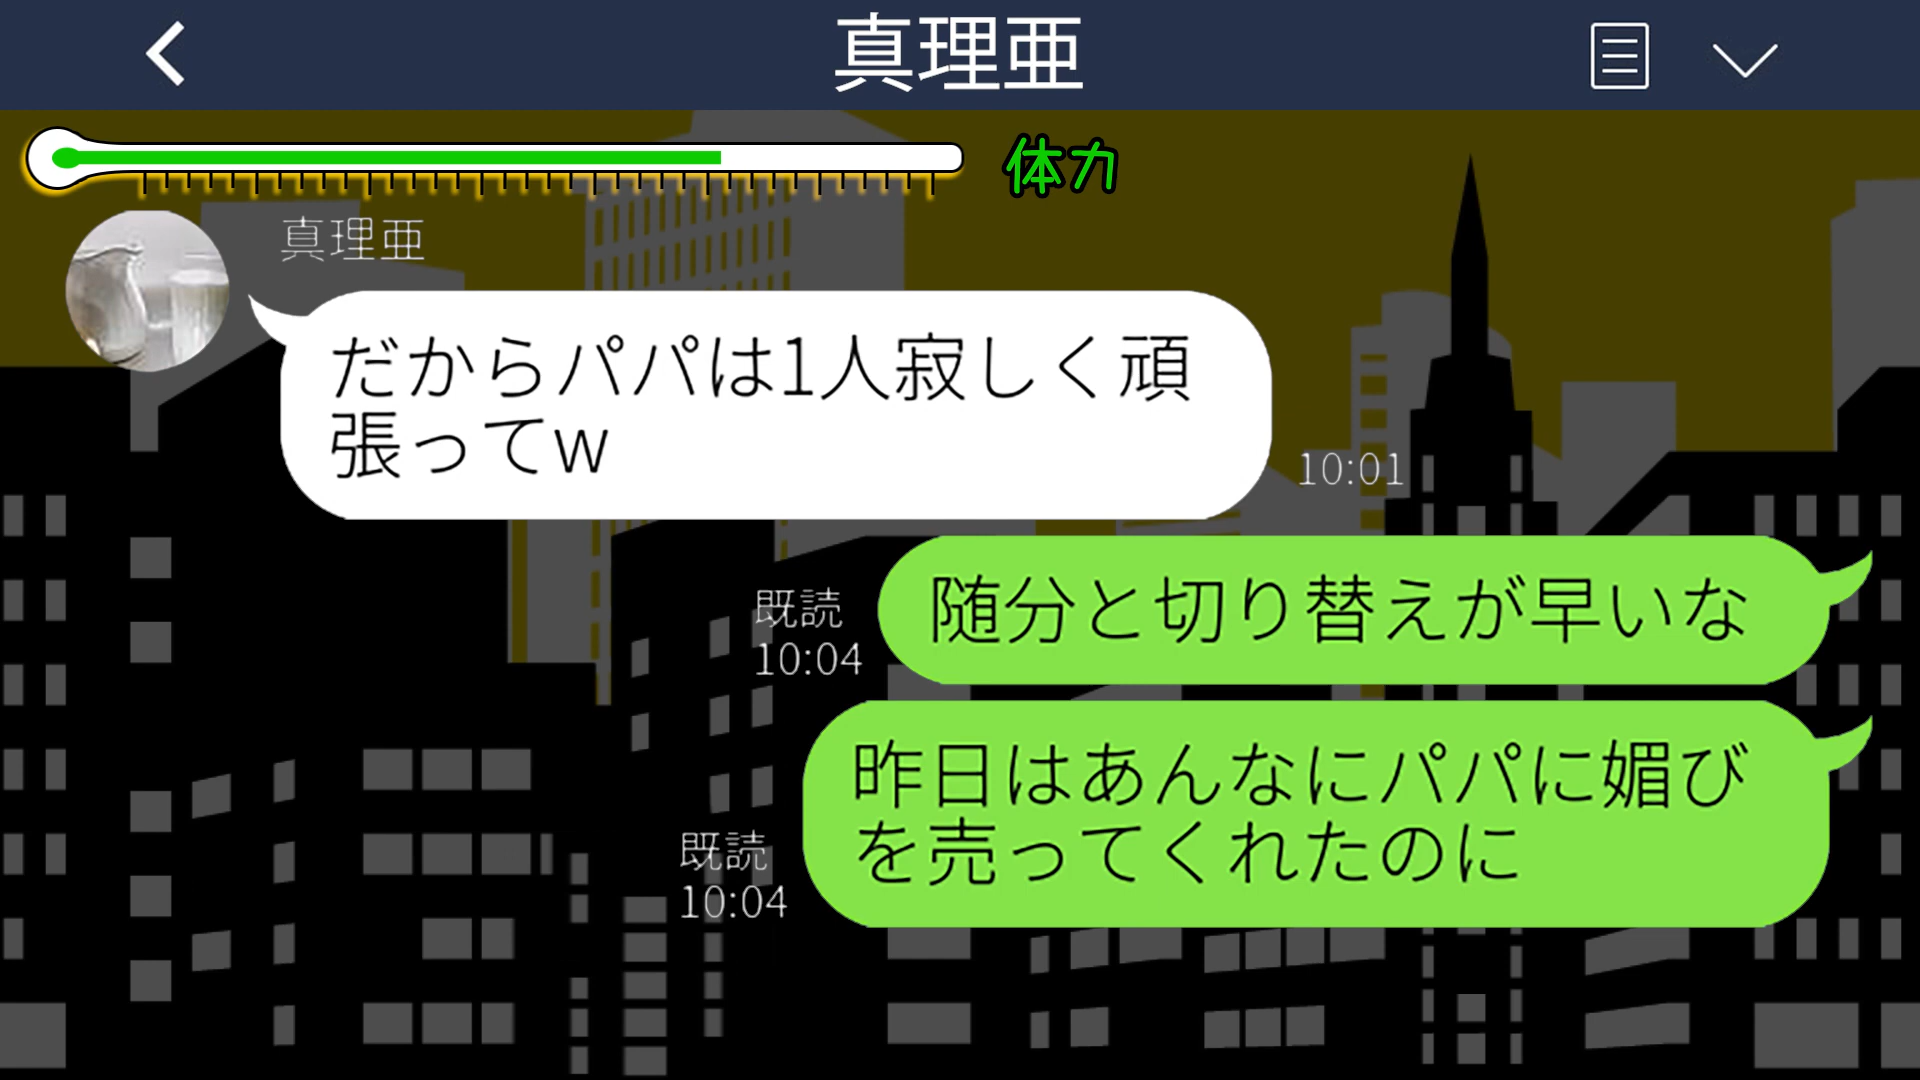 真理亜
体力
真理亜
だからパパは1人寂しく頑
張ってw
10:01
随分と切り替えが早いな
既読
10:04
昨日はあんなにパパに媚び
を売ってくれたのに
既読
10:04